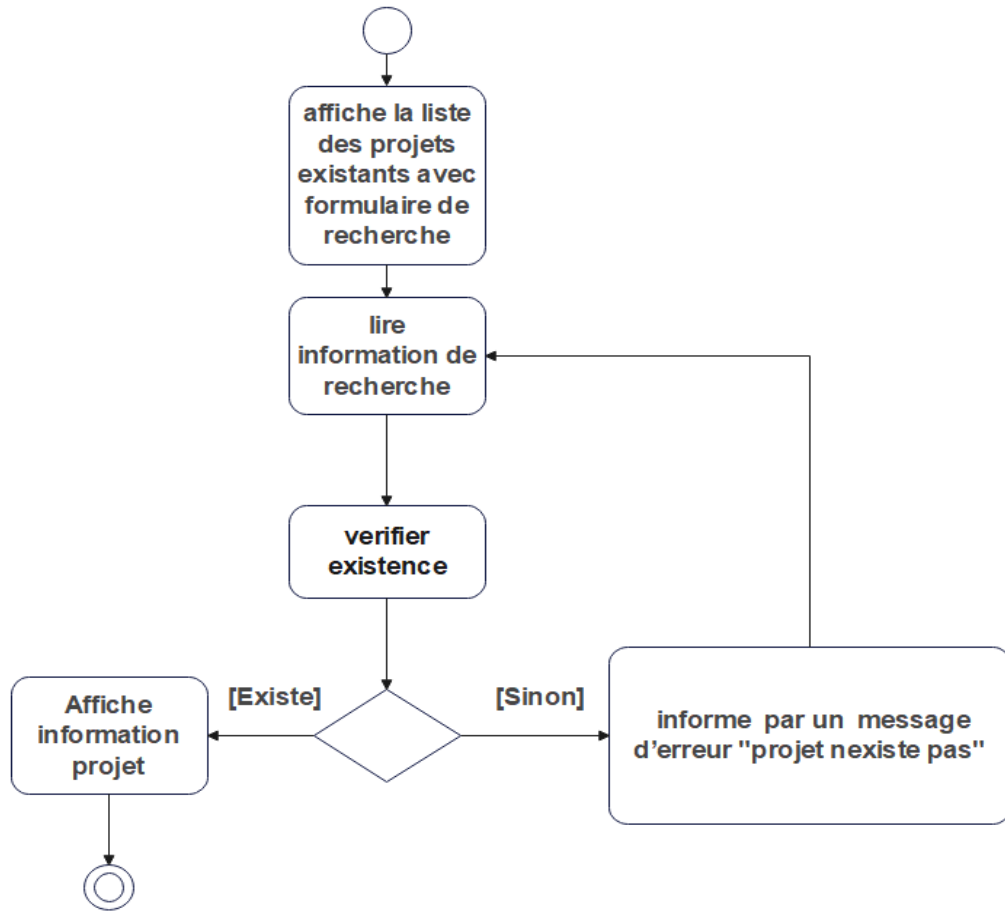 affiche la liste
des projets
existants avec
formulaire de
recherche
lire
information de
recherche
verifier
existence
[Existe]
[Sinon]
Affiche
information
projet
informe par un message
d’erreur "projet nexiste pas"